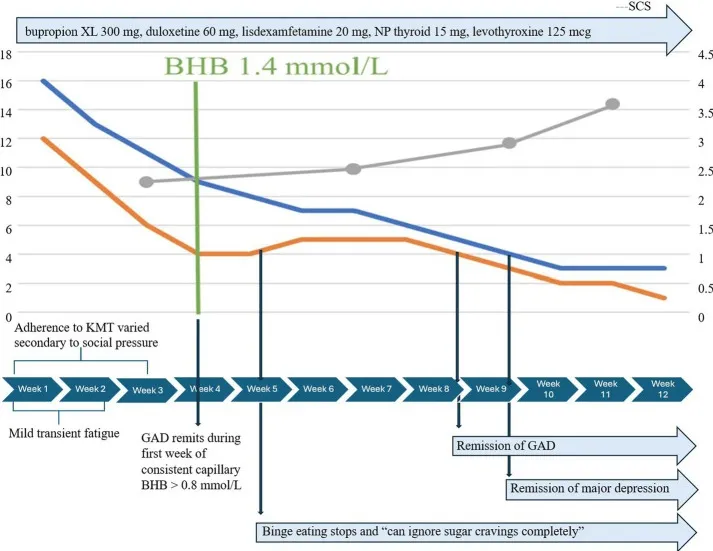 ---SCS
bupropion XL 300 mg, duloxetine 60 mg, lisdexamfetamine 20 mg, NP thyroid 15 mg, levothyroxine 125 mcg
BHB 1.4 mmol/L
18
16
14
12
10
8
6
4
2
0
4.5
4
3.5
3
2.5
2
1.5
1
0.5
0
Adherence to KMT varied
secondary to social pressure
Week 1
Week 2
Week 3
Week 4
Week 5
Week 6
Week 7
Week 8
Week 9
Week
10
Week
11
Week
12
Mild transient fatigue
GAD remits during
first week of
consistent capillary
BHB > 0.8 mmol/L
Remission of GAD
Remission of major depression
Binge eating stops and “can ignore sugar cravings completely”